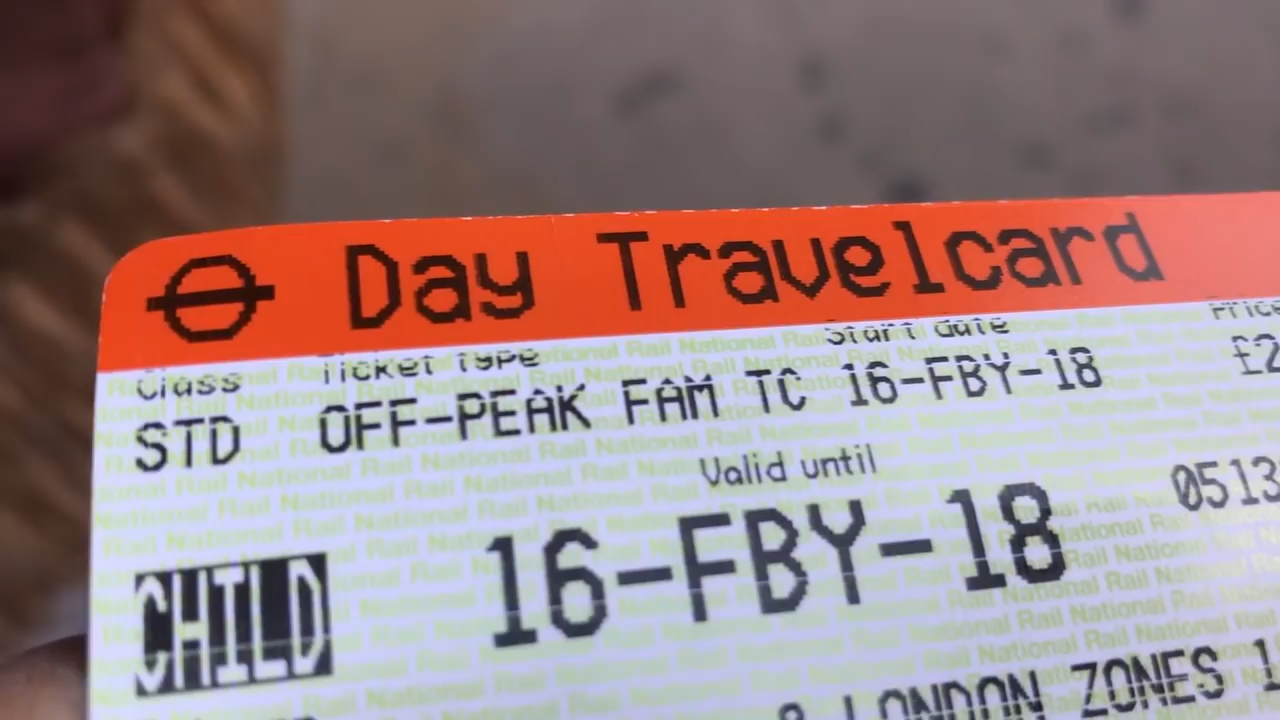 Day Travelcard
Class Ticket Type Start date Price
STD OFF-PEAK FAM TC 16-FBY-18 £2
Valid until
16-FBY-18 0513
CHILD
& LONDON ZONES 1